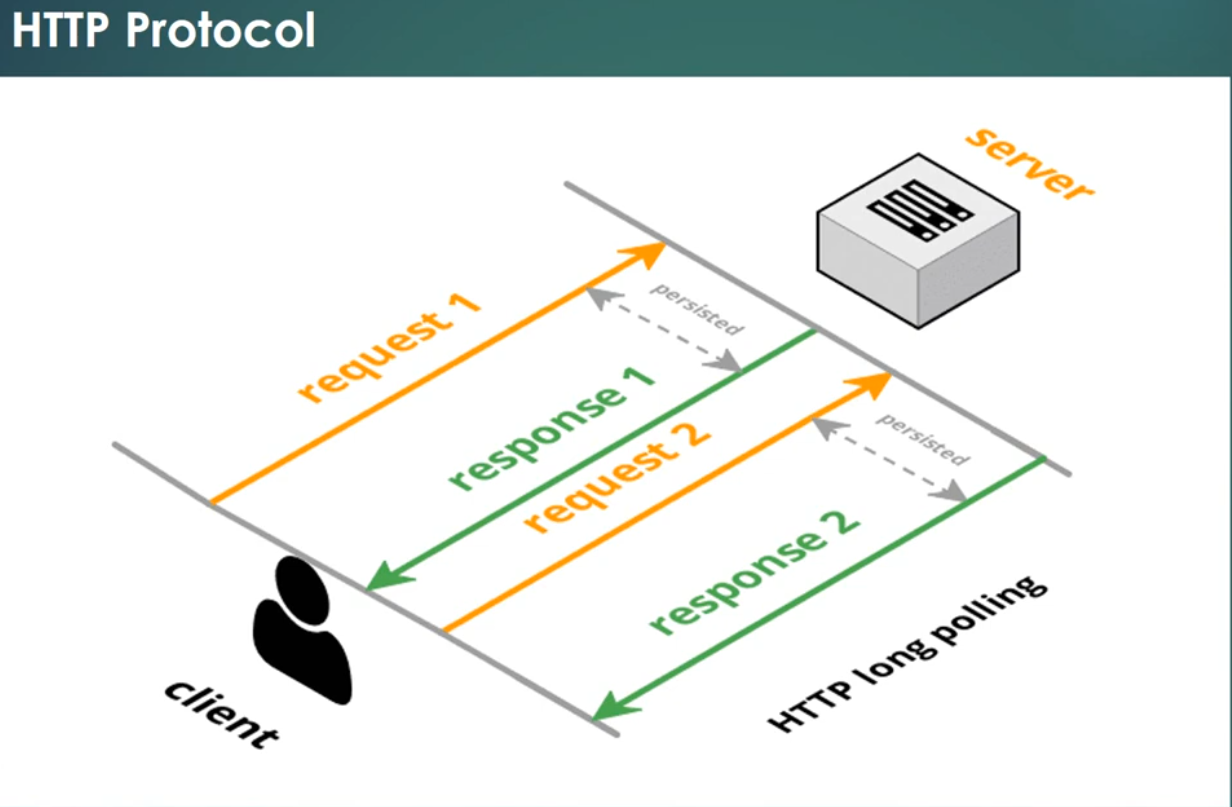 HTTP Protocol
server
persisted
request 1
response 1
request 2
persisted
response 2
HTTP long polling
client